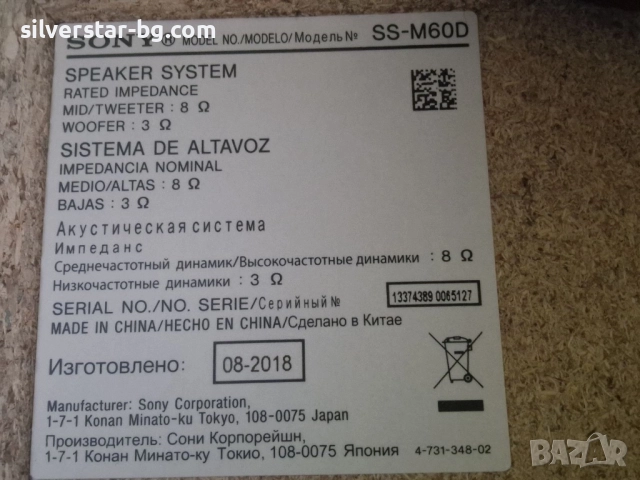 silverstar-bg.com
SONY® MODEL NO./MODELO/Модель № SS-M60D
SPEAKER SYSTEM
RATED IMPEDANCE
MID/TWEETER : 8 Ω
WOOFER : 3 Ω
SISTEMA DE ALTAVOZ
IMPEDANCIA NOMINAL
MEDIO/ALTAS : 8 Ω
BAJAS : 3 Ω
Акустическая система
Импеданс
Среднечастотный динамик/Высокочастотные динамики : 8 Ω
Низкочастотные динамики : 3 Ω
SERIAL NO./NO. SERIE/Серийный № 13374389 0065127
MADE IN CHINA/HECHO EN CHINA/Сделано в Китае
Изготовлено: 08-2018
Manufacturer: Sony Corporation,
1-7-1 Konan Minato-ku Tokyo, 108-0075 Japan
Производитель: Сони Корпорейшн,
1-7-1 Конан Минато-ку Токио, 108-0075 Япония 4-731-348-02
BAZAR